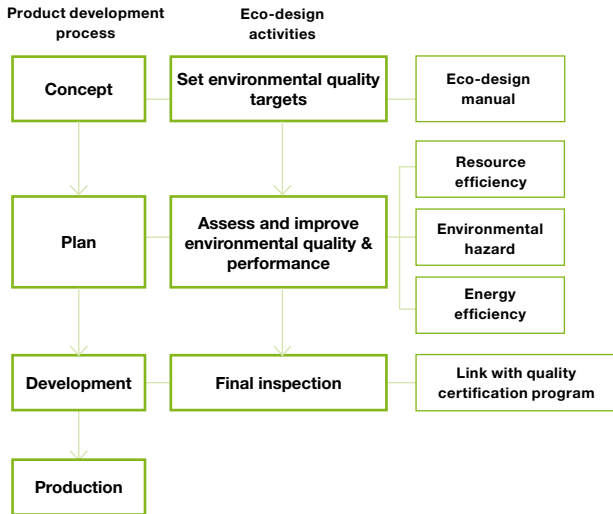 Product development
process
Eco-design
activities
Concept
Set environmental quality
targets
Eco-design
manual
Resource
efficiency
Plan
Assess and improve
environmental quality &
performance
Environmental
hazard
Energy
efficiency
Development
Final inspection
Link with quality
certification program
Production